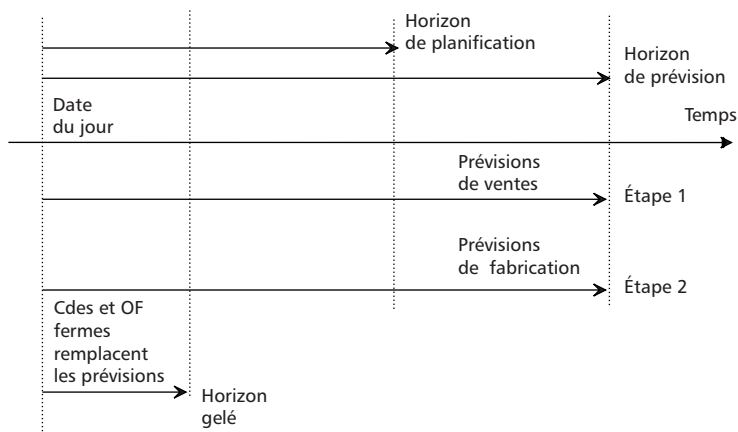 Horizon
de planification
Horizon
de prévision
Date
du jour
Temps
Prévisions
de ventes
Étape 1
Prévisions
de fabrication
Étape 2
Cdes et OF
fermes
remplacent
les prévisions
Horizon
gelé